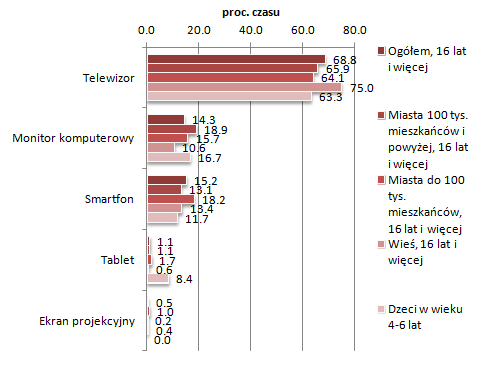 proc. czasu
0.0 20.0 40.0 60.0 80.0
Telewizor
68.8
65.9
64.1
75.0
63.3
Monitor komputerowy
14.3
18.9
15.7
10.6
16.7
Smartfon
15.2
13.1
18.2
13.4
11.7
Tablet
1.1
1.1
1.7
0.6
8.4
Ekran projekcyjny
0.5
1.0
0.2
0.4
0.0
Ogółem, 16 lat
i więcej
Miasta 100 tys.
mieszkańców i
powyżej, 16 lat
i więcej
Miasta do 100
tys.
mieszkańców,
16 lat i więcej
Wieś, 16 lat i
więcej
Dzeci w wieku
4-6 lat